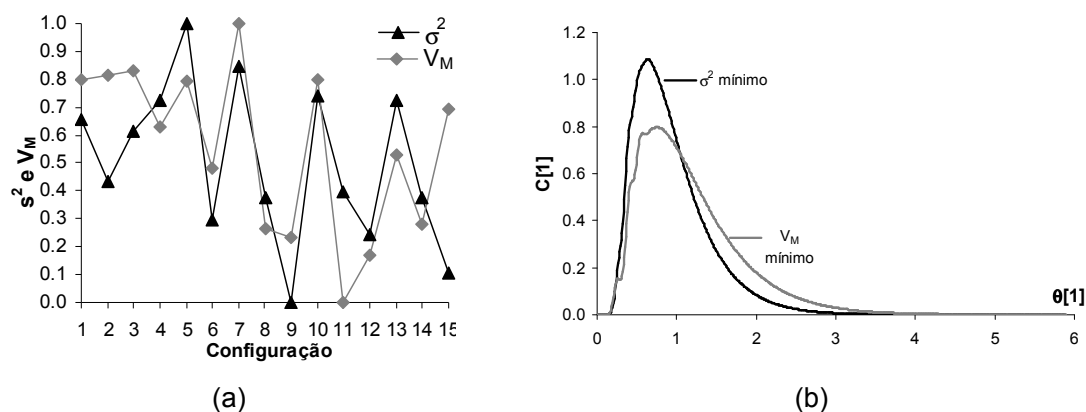 1.0
0.9
0.8
0.7
0.6
0.5
0.4
0.3
0.2
0.1
0.0
s² e V_M
σ²
V_M
1 2 3 4 5 6 7 8 9 10 11 12 13 14 15
Configuração
(a)
1.2
1.0
0.8
0.6
0.4
0.2
0.0
C[1]
σ² mínimo
V_M
mínimo
θ[1]
0 1 2 3 4 5 6
(b)